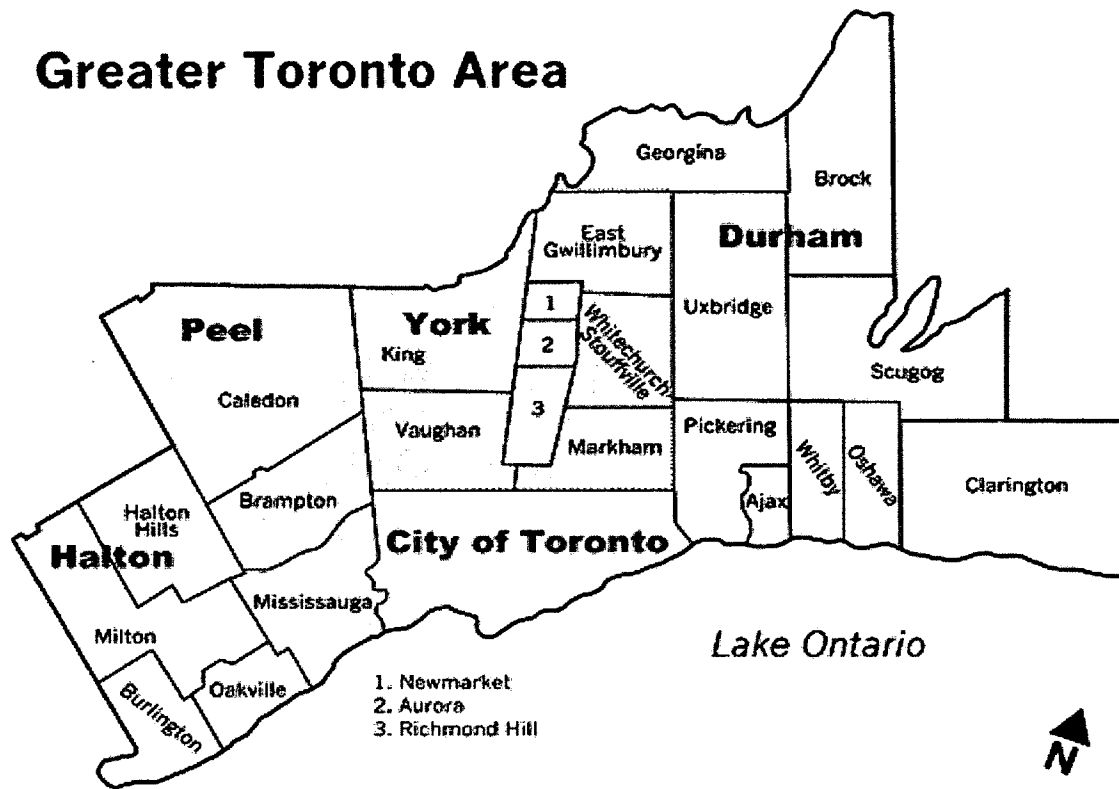 Greater Toronto Area
Georgina
Brock
East
Gwillimbury
Durham
1
Uxbridge
Peel
York
2
Whitechurch-
Stouffville
King
Scugog
Caledon
3
Vaughan
Markham
Pickering
Whitby
Oshawa
Clarington
Brampton
Ajax
Halton
Hills
Halton
City of Toronto
Mississauga
Milton
Oakville
Burlington
Lake Ontario
1. Newmarket
2. Aurora
3. Richmond Hill
N